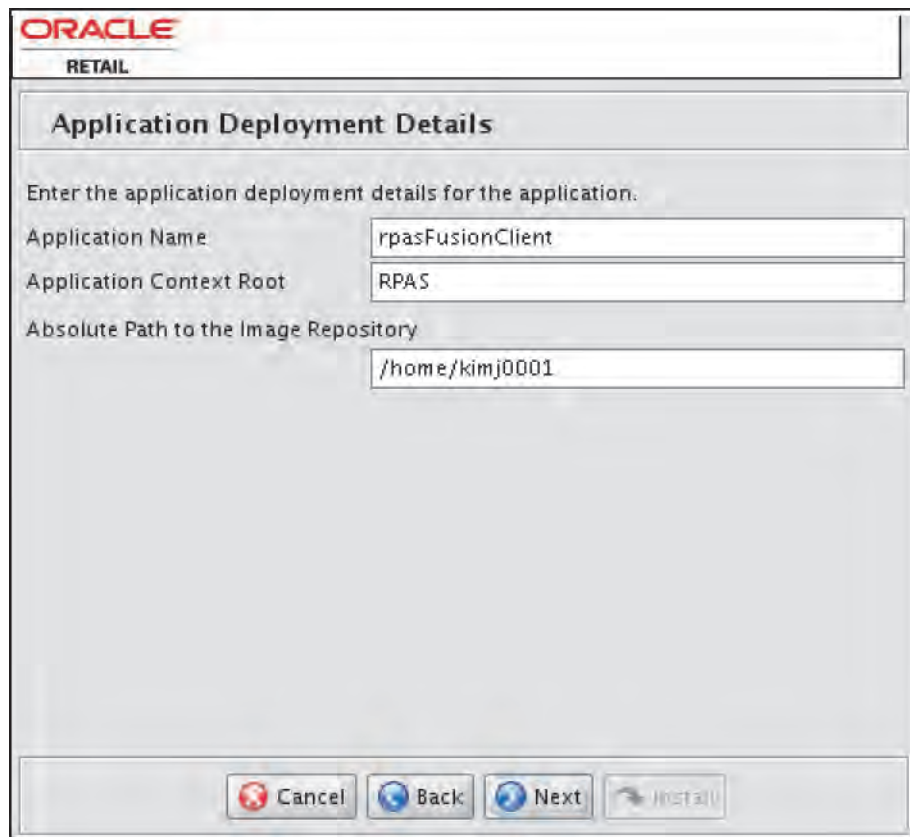 ORACLE
RETAIL
Application Deployment Details
Enter the application deployment details for the application.
Application Name rpasFusionClient
Application Context Root RPAS
Absolute Path to the Image Repository
/home/kimj0001
Cancel Back Next Install